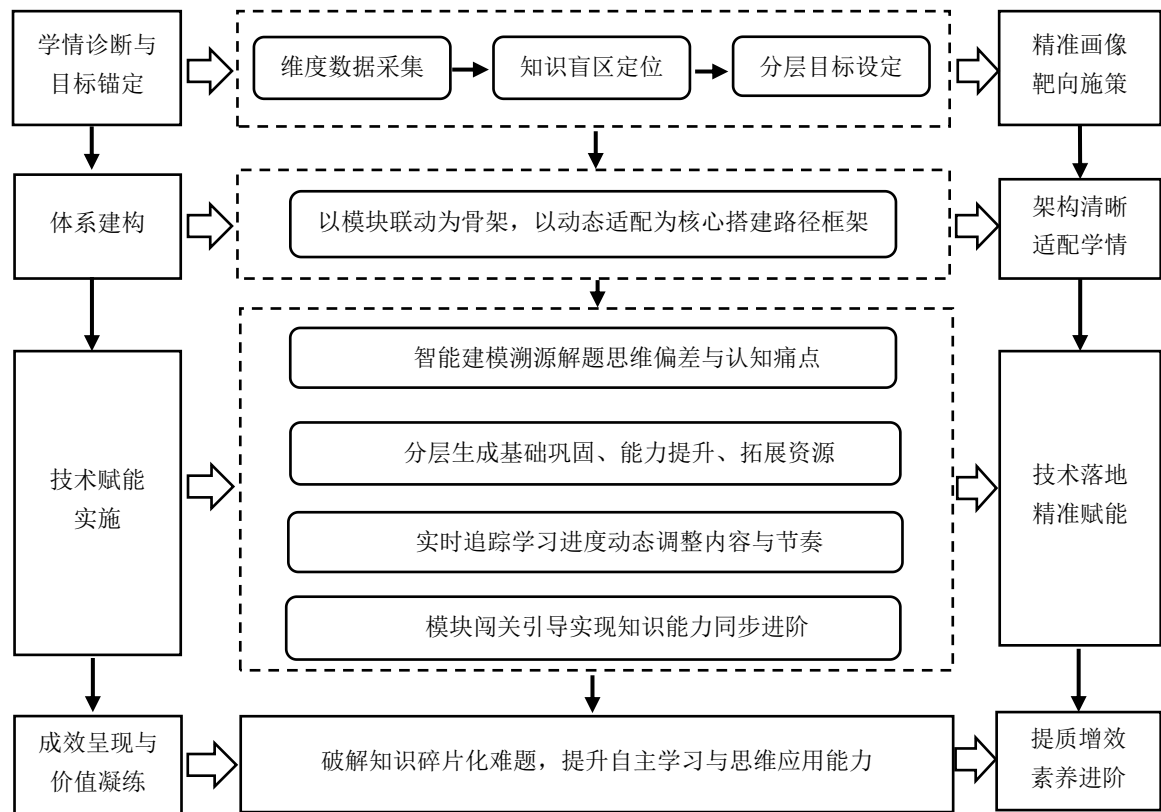 学情诊断与
目标锚定
维度数据采集
知识盲区定位
分层目标设定
精准画像
靶向施策
体系建构
以模块联动为骨架，以动态适配为核心搭建路径框架
架构清晰
适配学情
技术赋能
实施
智能建模溯源解题思维偏差与认知痛点
分层生成基础巩固、能力提升、拓展资源
实时追踪学习进度动态调整内容与节奏
模块闯关引导实现知识能力同步进阶
技术落地
精准赋能
成效呈现与
价值凝练
破解知识碎片化难题，提升自主学习与思维应用能力
提质增效
素养进阶